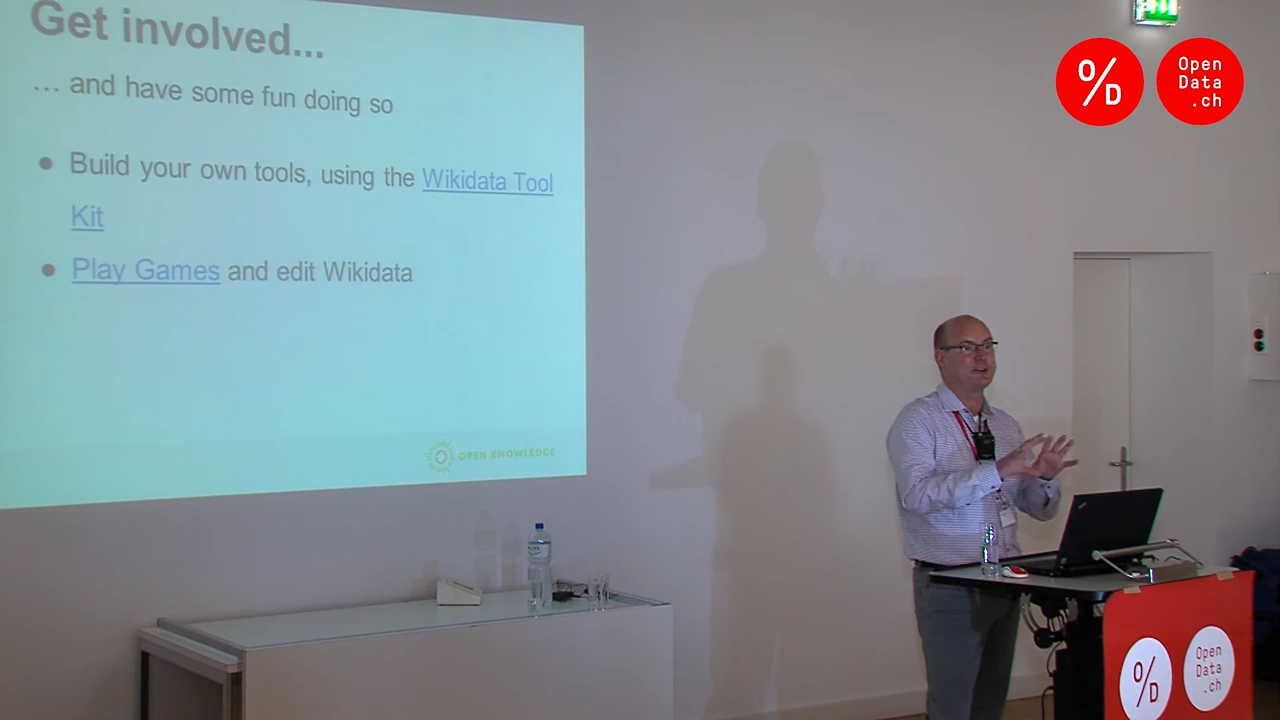 Get involved...
... and have some fun doing so
● Build your own tools, using the Wikidata Tool
Kit
● Play Games and edit Wikidata
OPEN KNOWLEDGE
%D
Open
Data
.ch
%D
Open
Data
.ch